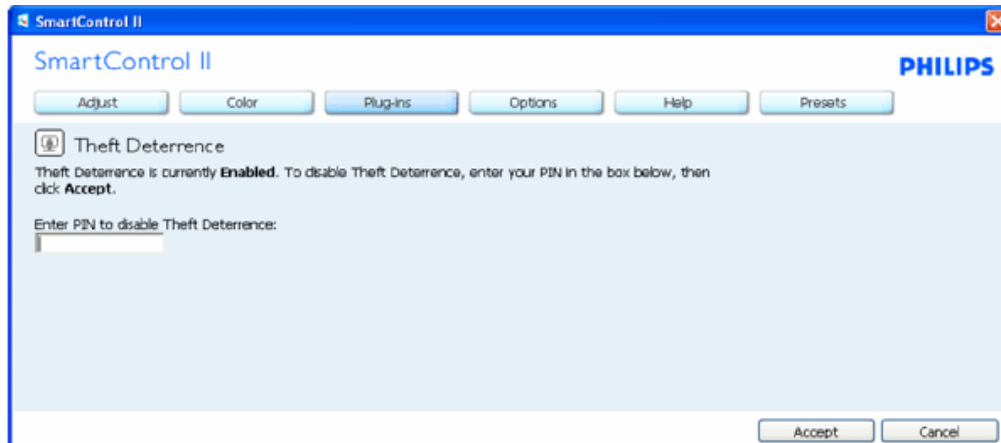 SmartControl II
SmartControl II
PHILIPS
Adjust Color Plug-ins Options Help Presets
Theft Deterrence
Theft Deterrence is currently Enabled. To disable Theft Deterrence, enter your PIN in the box below, then
click Accept.
Enter PIN to disable Theft Deterrence:
Accept Cancel